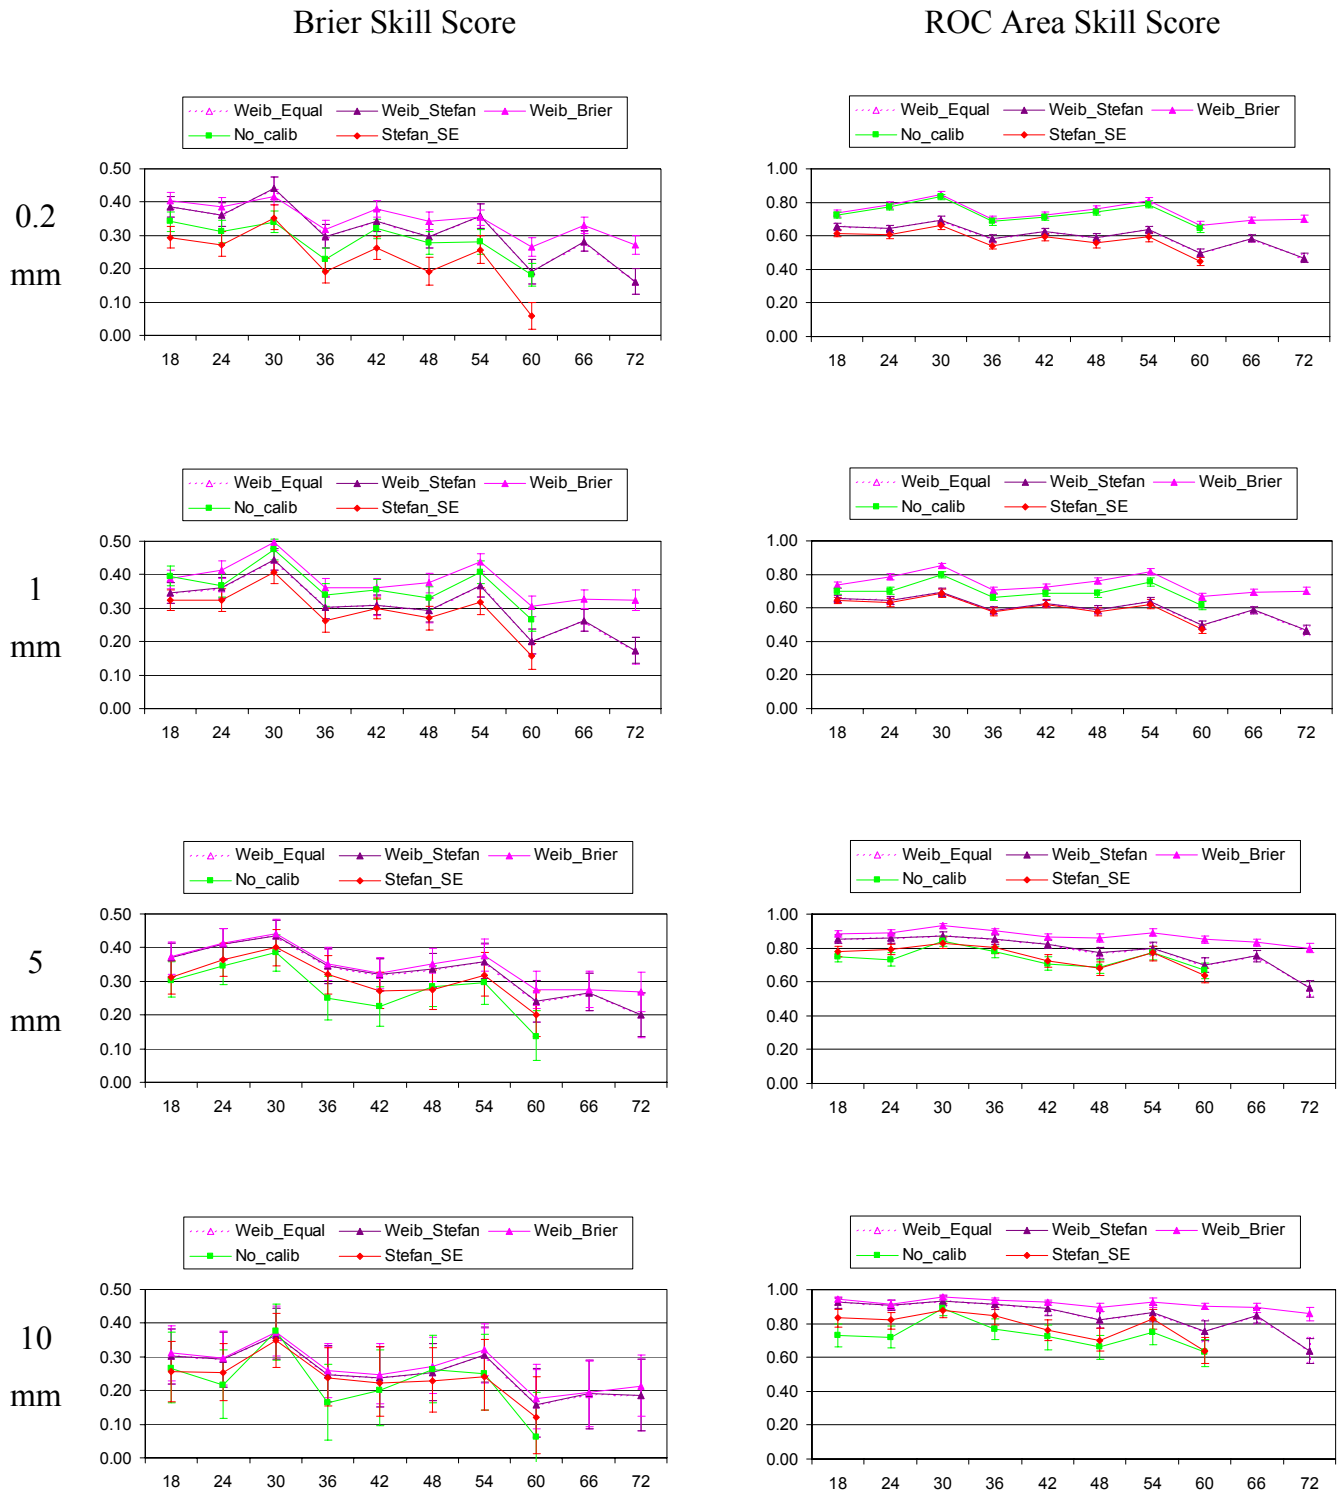 Brier Skill Score
ROC Area Skill Score
0.2
mm
Weib_Equal Weib_Stefan Weib_Brier
No_calib Stefan_SE
0.50
0.40
0.30
0.20
0.10
0.00
18 24 30 36 42 48 54 60 66 72
Weib_Equal Weib_Stefan Weib_Brier
No_calib Stefan_SE
1.00
0.80
0.60
0.40
0.20
0.00
18 24 30 36 42 48 54 60 66 72
1
mm
Weib_Equal Weib_Stefan Weib_Brier
No_calib Stefan_SE
0.50
0.40
0.30
0.20
0.10
0.00
18 24 30 36 42 48 54 60 66 72
Weib_Equal Weib_Stefan Weib_Brier
No_calib Stefan_SE
1.00
0.80
0.60
0.40
0.20
0.00
18 24 30 36 42 48 54 60 66 72
5
mm
Weib_Equal Weib_Stefan Weib_Brier
No_calib Stefan_SE
0.50
0.40
0.30
0.20
0.10
0.00
18 24 30 36 42 48 54 60 66 72
Weib_Equal Weib_Stefan Weib_Brier
No_calib Stefan_SE
1.00
0.80
0.60
0.40
0.20
0.00
18 24 30 36 42 48 54 60 66 72
10
mm
Weib_Equal Weib_Stefan Weib_Brier
No_calib Stefan_SE
0.50
0.40
0.30
0.20
0.10
0.00
18 24 30 36 42 48 54 60 66 72
Weib_Equal Weib_Stefan Weib_Brier
No_calib Stefan_SE
1.00
0.80
0.60
0.40
0.20
0.00
18 24 30 36 42 48 54 60 66 72